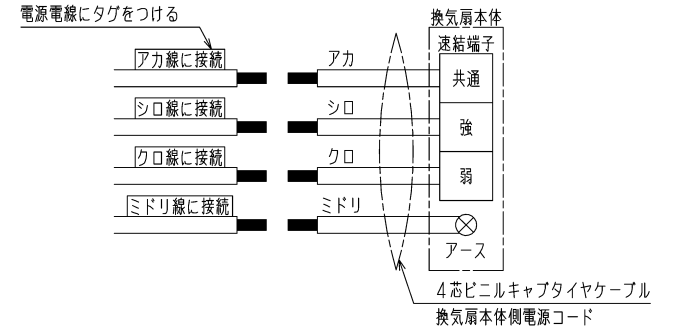 電源電線にタグをつける
換気扇本体
速結端子
アカ線に接続
アカ
共通
シロ線に接続
シロ
強
クロ線に接続
クロ
弱
ミドリ線に接続
ミドリ
アース
4芯ビニルキャブタイヤケーブル
換気扇本体側電源コード